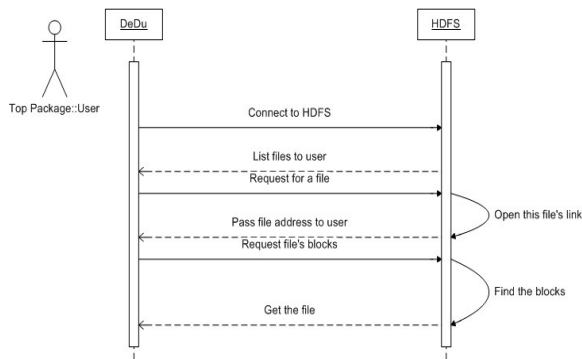 DeDu
HDFS
Top Package::User
Connect to HDFS
List files to user
Request for a file
Open this file's link
Pass file address to user
Request file's blocks
Find the blocks
Get the file